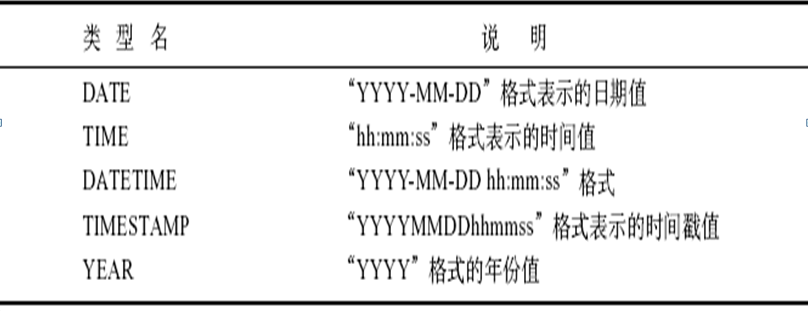 类 型 名 说 明
DATE “YYYY-MM-DD”格式表示的日期值
TIME “hh:mm:ss”格式表示的时间值
DATETIME “YYYY-MM-DD hh:mm:ss”格式
TIMESTAMP “YYYYMMDDhhmmss”格式表示的时间戳值
YEAR “YYYY”格式的年份值